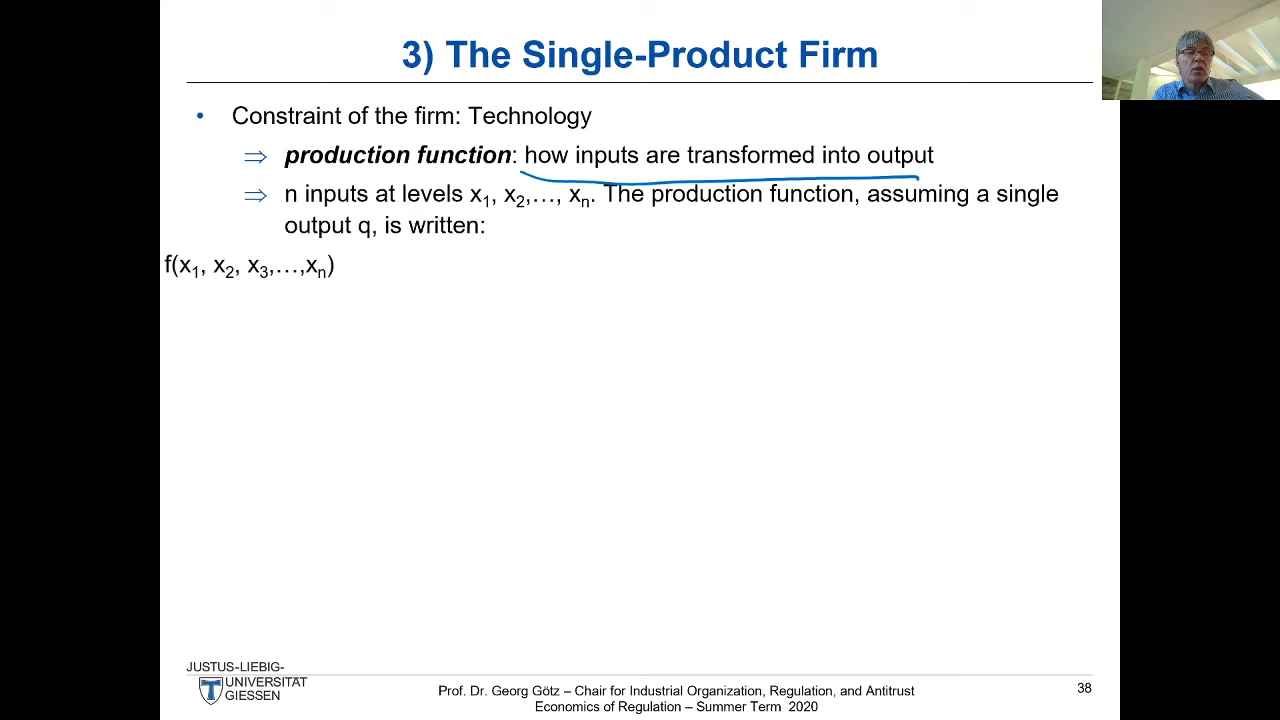 3) The Single-Product Firm
• Constraint of the firm: Technology
⇒ production function: how inputs are transformed into output
⇒ n inputs at levels x₁, x₂,…, xₙ. The production function, assuming a single
output q, is written:
f(x₁, x₂, x₃,…,xₙ)
JUSTUS-LIEBIG-
UNIVERSITÄT
GIESSEN
Prof. Dr. Georg Götz – Chair for Industrial Organization, Regulation, and Antitrust
Economics of Regulation – Summer Term 2020
38